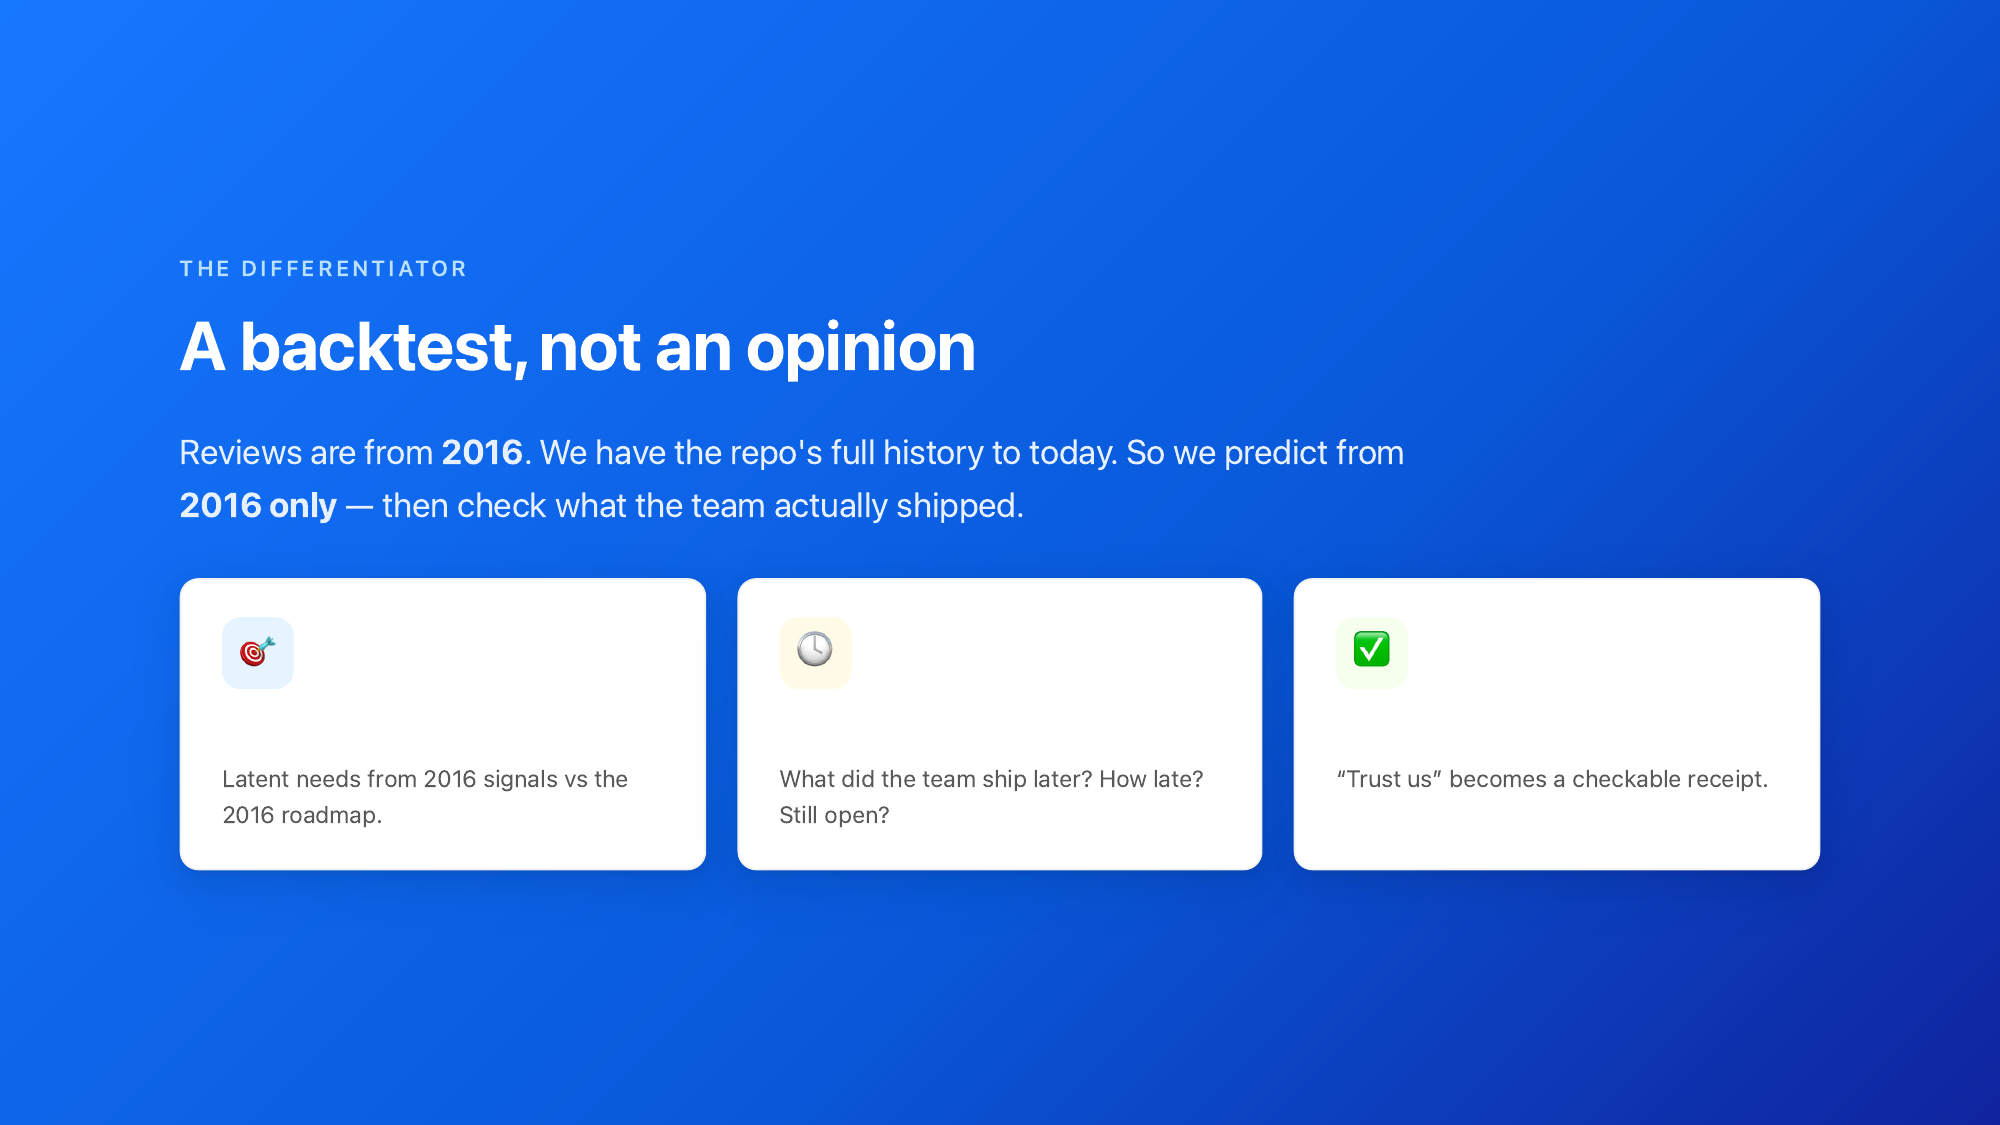 THE DIFFERENTIATOR
A backtest, not an opinion
Reviews are from 2016. We have the repo's full history to today. So we predict from
2016 only — then check what the team actually shipped.
Latent needs from 2016 signals vs the
2016 roadmap.
What did the team ship later? How late?
Still open?
“Trust us” becomes a checkable receipt.